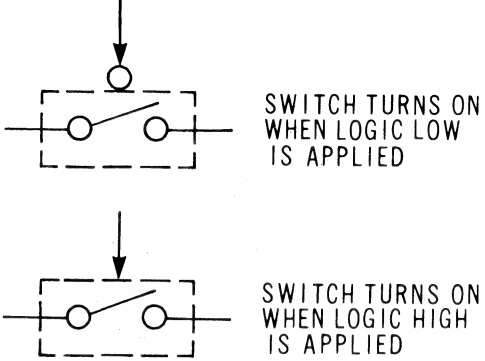 SWITCH TURNS ON
WHEN LOGIC LOW
IS APPLIED
SWITCH TURNS ON
WHEN LOGIC HIGH
IS APPLIED